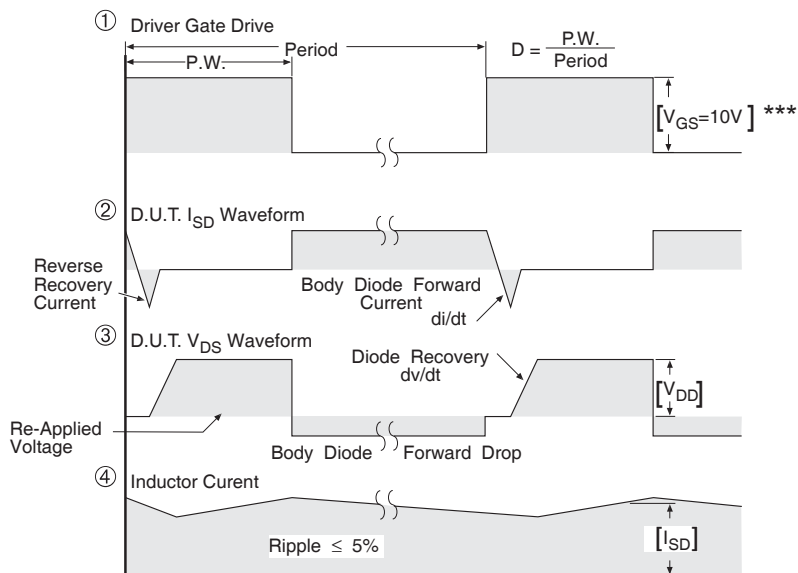 ① Driver Gate Drive
Period
P.W.
D = P.W. / Period
[VGS=10V] ***
② D.U.T. ISD Waveform
Reverse
Recovery
Current
Body Diode Forward
Current
di/dt
③ D.U.T. VDS Waveform
Diode Recovery
dv/dt
[VDD]
Re-Applied
Voltage
Body Diode Forward Drop
④ Inductor Curent
Ripple ≤ 5%
[ISD]